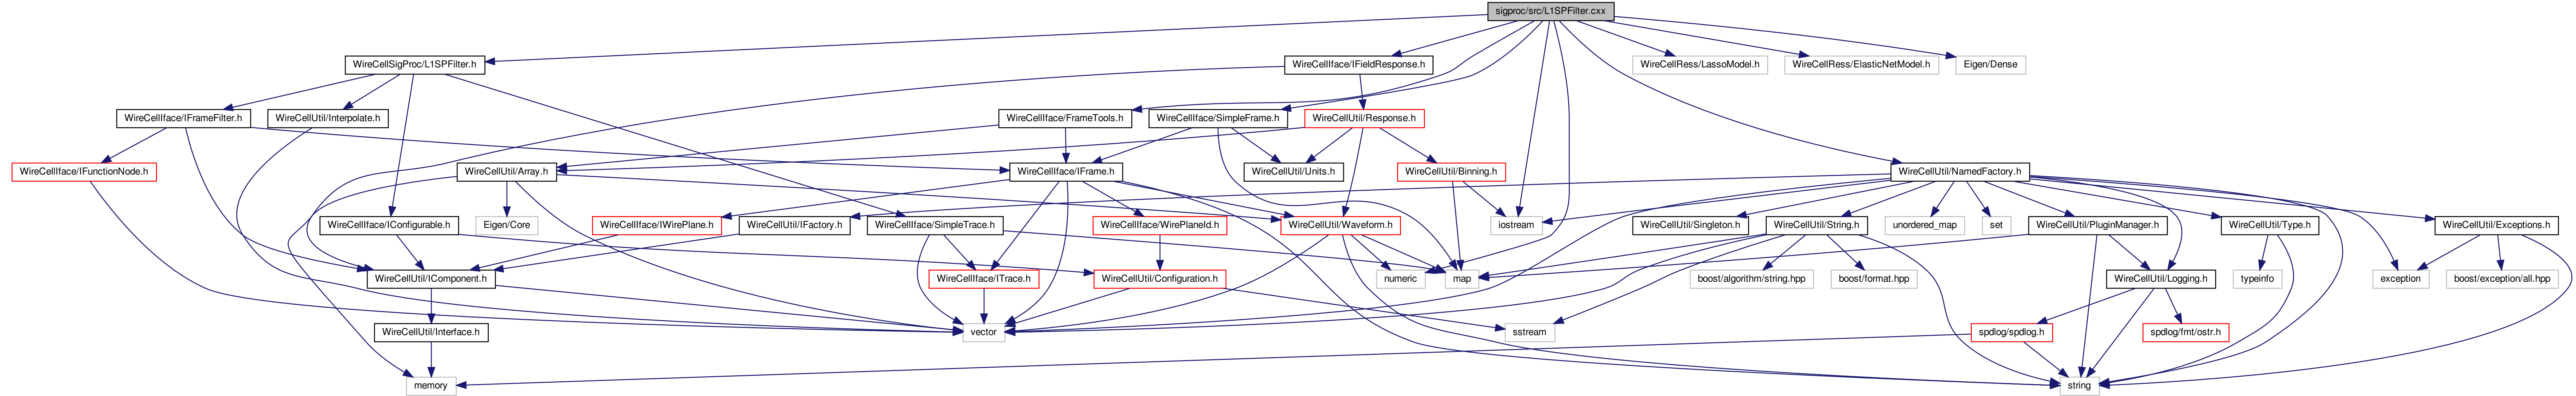 sigproc/src/L1SPFilter.cxx
WireCellSigProc/L1SPFilter.h
WireCellIface/IFieldResponse.h
WireCellRess/LassoModel.h
WireCellRess/ElasticNetModel.h
Eigen/Dense
WireCellIface/IFrameFilter.h
WireCellUtil/Interpolate.h
WireCellIface/FrameTools.h
WireCellIface/SimpleFrame.h
WireCellUtil/Response.h
WireCellIface/IFunctionNode.h
WireCellUtil/Array.h
WireCellIface/IFrame.h
WireCellUtil/Units.h
WireCellUtil/Binning.h
WireCellUtil/NamedFactory.h
WireCellIface/IConfigurable.h
Eigen/Core
WireCellIface/IWirePlane.h
WireCellUtil/IFactory.h
WireCellIface/SimpleTrace.h
WireCellIface/WirePlaneId.h
WireCellUtil/Waveform.h
iostream
WireCellUtil/Singleton.h
WireCellUtil/String.h
unordered_map
set
WireCellUtil/PluginManager.h
WireCellUtil/Type.h
WireCellUtil/Exceptions.h
WireCellUtil/IComponent.h
WireCellIface/ITrace.h
WireCellUtil/Configuration.h
numeric
map
boost/algorithm/string.hpp
boost/format.hpp
WireCellUtil/Logging.h
typeinfo
exception
boost/exception/all.hpp
WireCellUtil/Interface.h
vector
sstream
spdlog/spdlog.h
spdlog/fmt/ostr.h
memory
string